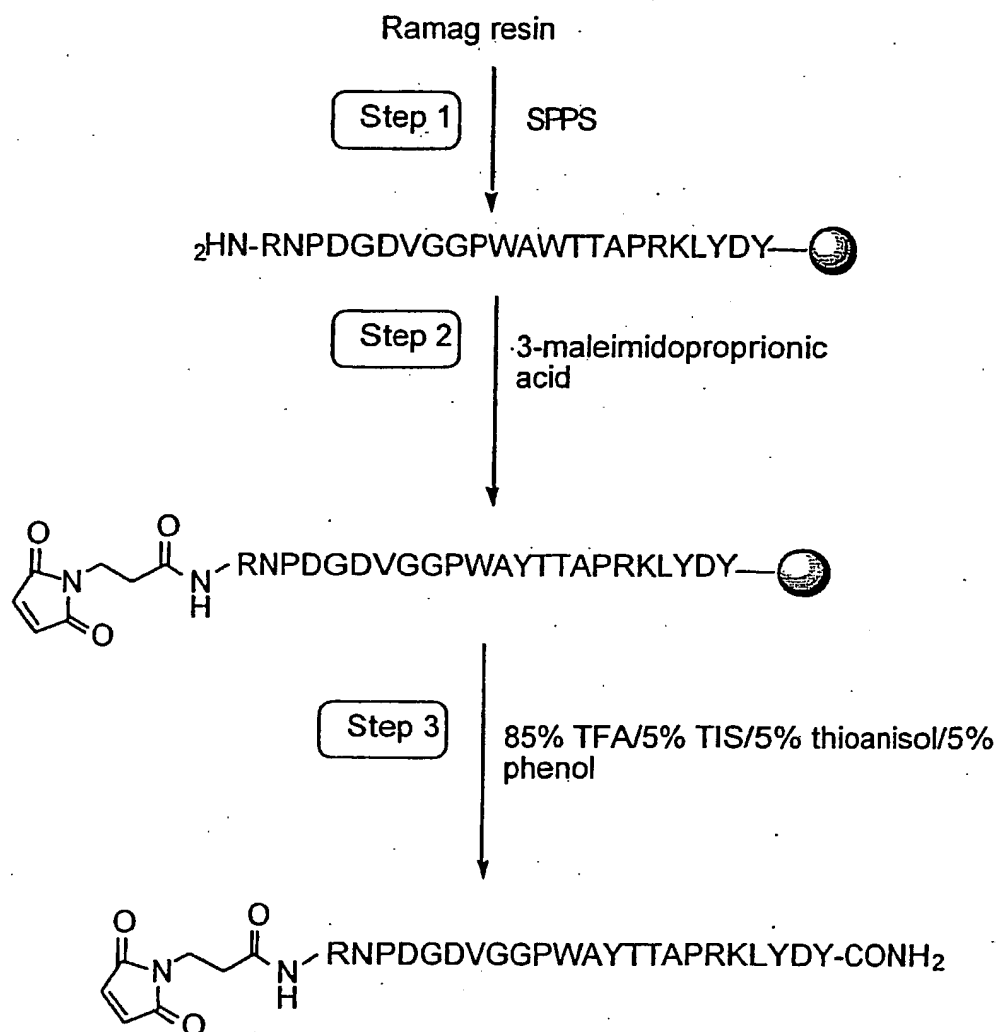 Ramag resin
Step 1
SPPS
2HN-RNPDGDVGGPWAWTTAPRKLYDY
Step 2
3-maleimidoproprionic
acid
O
O
N
O
N
H
RNPDGDVGGPWAYTTAPRKLYDY
Step 3
85% TFA/5% TIS/5% thioanisol/5%
phenol
O
O
N
O
N
H
RNPDGDVGGPWAYTTAPRKLYDY-CONH2